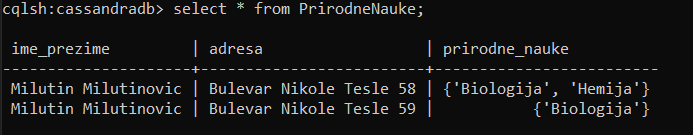 cqlsh:cassandradb> select * from PrirodneNauke;
ime_prezime | adresa | prirodne_nauke
--------------------+--------------------------+----------------------------
Milutin Milutinovic | Bulevar Nikole Tesle 58 | {'Biologija', 'Hemija'}
Milutin Milutinovic | Bulevar Nikole Tesle 59 | {'Biologija'}